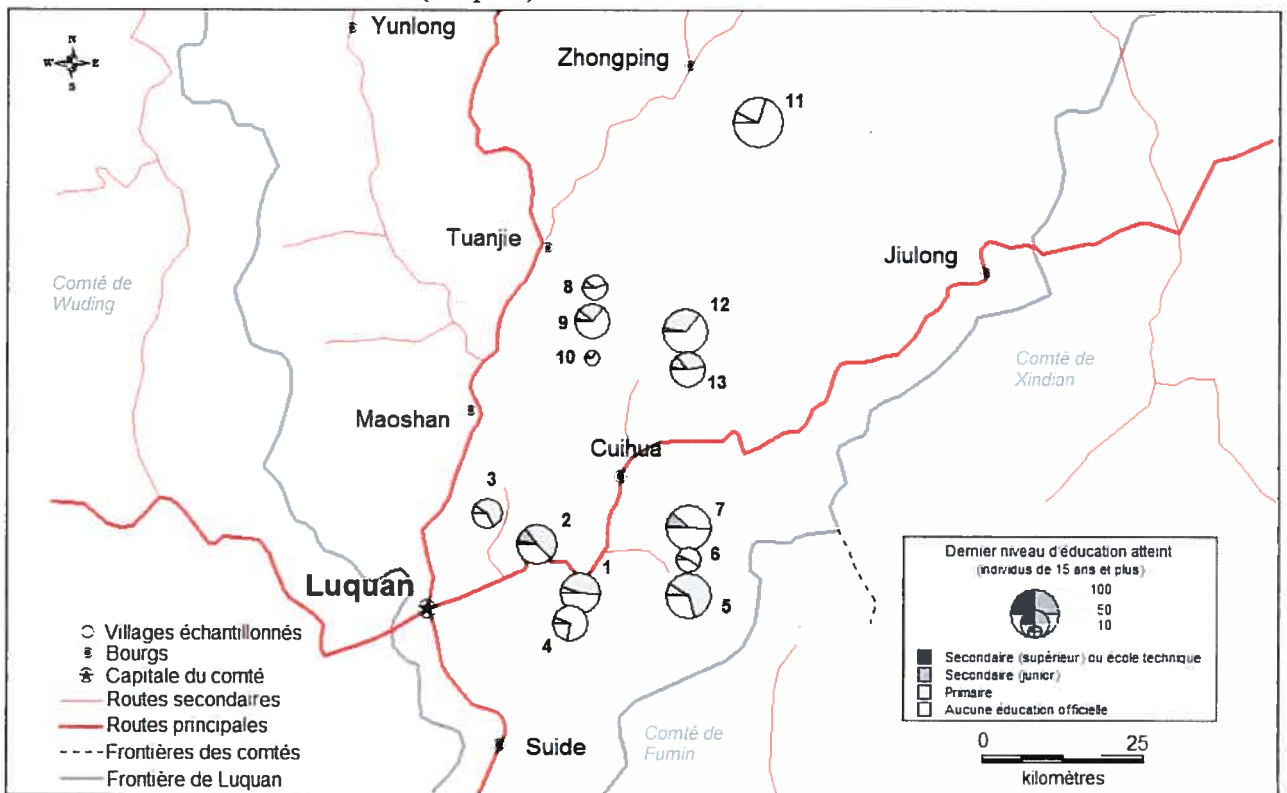 Yunlong
Zhongping
N
W
E
S
11
Tuanjie
Jiulong
Comté de
Wuding
8
9
10
12
13
Comté de
Xindian
Maoshan
Cuihua
3
2
7
6
1
5
4
Luquan
Suide
Comté de
Fumin
Villages échantillonnés
Bourgs
Capitale du comté
Routes secondaires
Routes principales
Frontières des comtés
Frontière de Luquan
Dernier niveau d'éducation atteint
(individus de 15 ans et plus)
100
50
10
Secondaire (supérieur) ou école technique
Secondaire (junior)
Primaire
Aucune éducation officielle
0 25
kilomètres